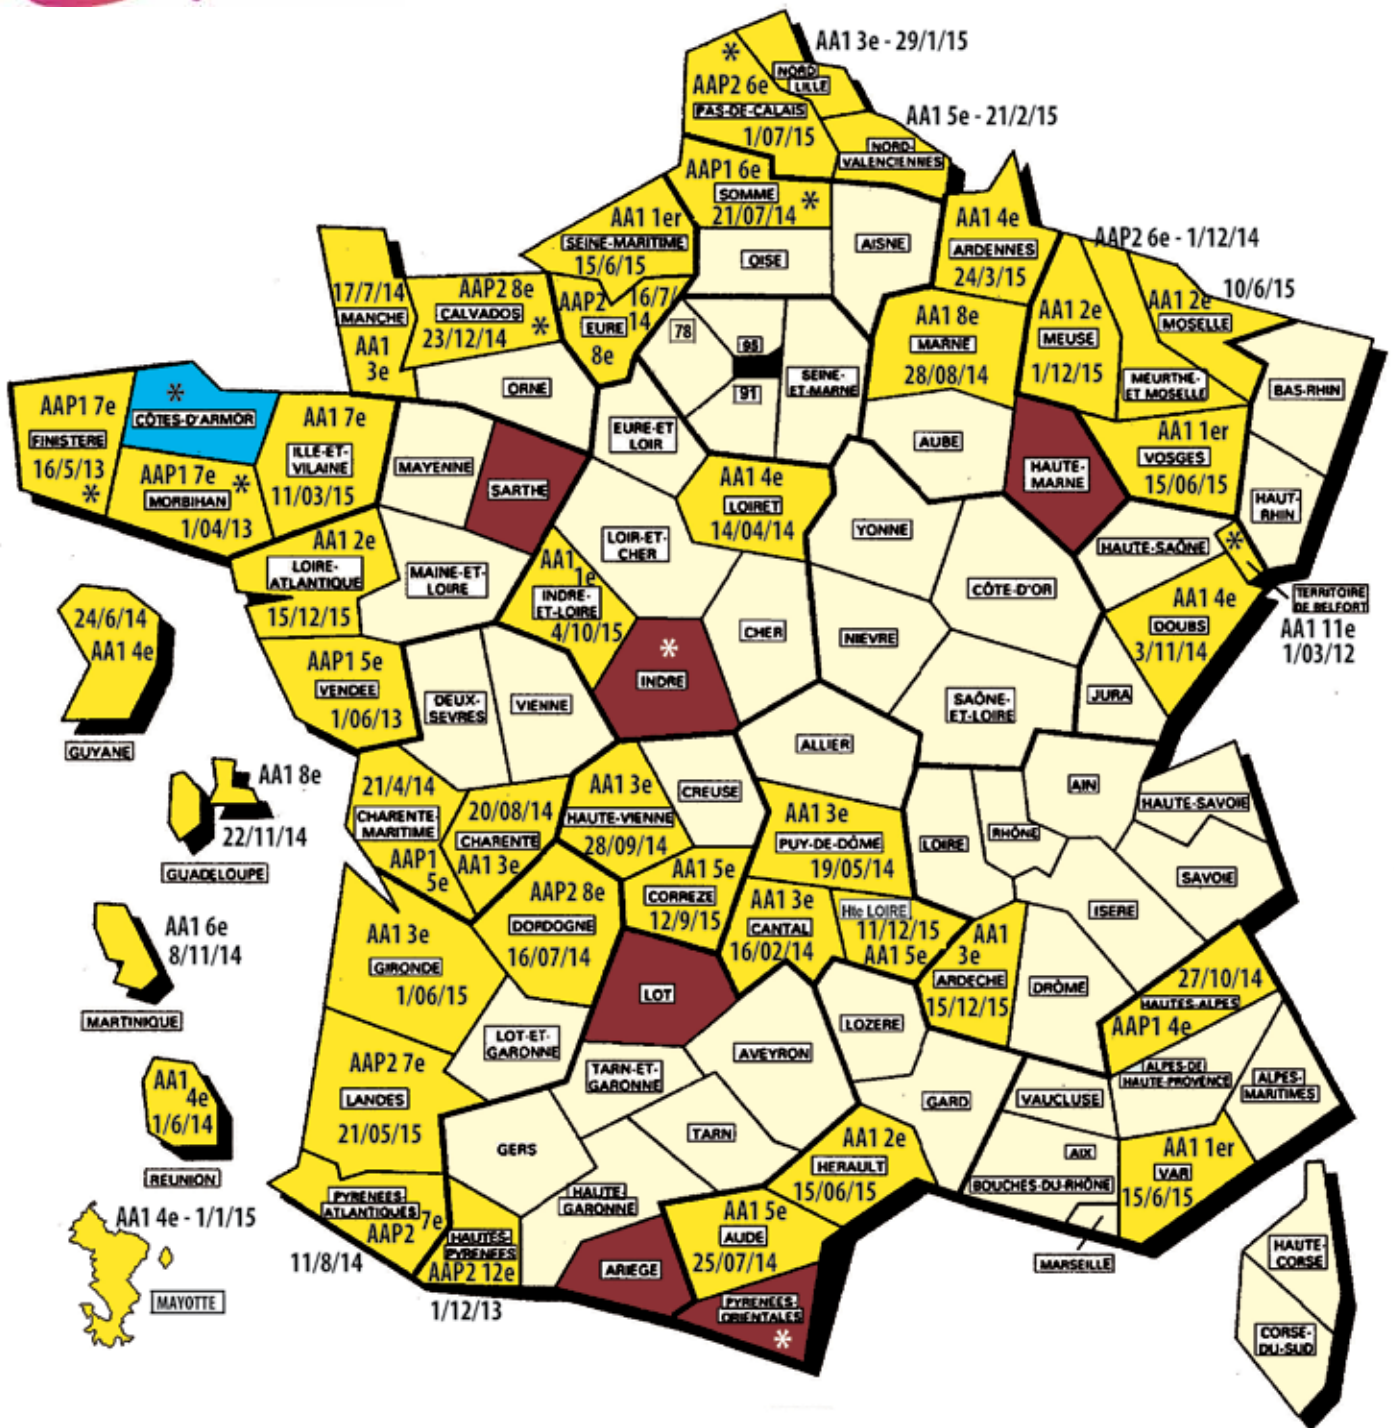 AA1 3e - 29/1/15
*
NORD
LILLE
AAP2 6e
PAS-DE-CALAIS
1/07/15
AA1 5e - 21/2/15
NORD-
VALENCIENNES
AAP1 6e
SOMME
*
21/07/14
AA1 1er
SEINE-MARITIME
15/6/15
OISE
AISNE
AA1 4e
ARDENNES
24/3/15
AAP2 6e - 1/12/14
10/6/15
17/7/14
MANCHE
AA1
3e
AAP2 8e
CALVADOS
23/12/14
*
AAP2
16/7/
14
EURE
8e
78
95
91
SEINE-
ET-MARNE
AA1 8e
MARNE
28/08/14
AA1 2e
MEUSE
1/12/15
AA1 2e
MOSELLE
MEURTHE-
ET MOSELLE
BAS-RHIN
ORNE
AAP1 7e
FINISTERE
16/5/13
*
*
CÔTES-D'ARMOR
AAP1 7e
*
MORBIHAN
1/04/13
AA1 7e
ILLE-ET-
VILAINE
11/03/15
MAYENNE
SARTHE
EURE-ET
LOIR
AUBE
HAUTE-
MARNE
AA1 1er
VOSGES
15/06/15
HAUT-
RHIN
AA1 4e
LOIRET
14/04/14
YONNE
LOIR-ET-
CHER
HAUTE-SAÔNE
*
TERRITOIRE
DE BELFORT
AA1 11e
1/03/12
AA1 2e
LOIRE-
ATLANTIQUE
15/12/15
MAINE-ET-
LOIRE
AA1
1e
INDRE-
ET-LOIRE
4/10/15
CHER
NIEVRE
CÔTE-D'OR
AA1 4e
DOUBS
3/11/14
24/6/14
AA1 4e
GUYANE
AAP1 5e
VENDEE
1/06/13
DEUX-
SEVRES
VIENNE
*
INDRE
SAÔNE-
ET-LOIRE
JURA
ALLIER
AA1 8e
22/11/14
GUADELOUPE
21/4/14
CHARENTE-
MARITIME
AAP1
5e
20/08/14
CHARENTE
AA1 3e
AA1 3e
HAUTE-VIENNE
28/09/14
CREUSE
AA1 3e
PUY-DE-DÔME
19/05/14
LOIRE
RHÔNE
AIN
HAUTE-SAVOIE
SAVOIE
AA1 5e
CORREZE
12/9/15
AAP2 8e
DORDOGNE
16/07/14
AA1 3e
CANTAL
16/02/14
Hte LOIRE
11/12/15
AA1 5e
AA1
3e
ARDECHE
15/12/15
ISERE
DRÔME
AA1 6e
8/11/14
MARTINIQUE
AA1 3e
GIRONDE
1/06/15
LOT
LOT-ET-
GARONNE
LOZERE
27/10/14
HAUTES-ALPES
AAP1 4e
ALPES-DE
HAUTE-PROVENCE
ALPES-
MARITIMES
AA1
4e
1/6/14
REUNION
AAP2 7e
LANDES
21/05/15
TARN-ET-
GARONNE
AVEYRON
GARD
VAUCLUSE
GERS
TARN
AA1 2e
HERAULT
15/06/15
AIX
BOUCHES-DU-RHÔNE
AA1 1er
VAR
15/6/15
MARSEILLE
AA1 4e - 1/1/15
MAYOTTE
PYRENEES-
ATLANTIQUES
AAP2
7e
11/8/14
HAUTES-
PYRENEES
AAP2 12e
1/12/13
HAUTE-
GARONNE
ARIEGE
AA1 5e
AUDE
25/07/14
PYRENEES-
ORIENTALES
*
HAUTE-
CORSE
CORSE-
DU-SUD